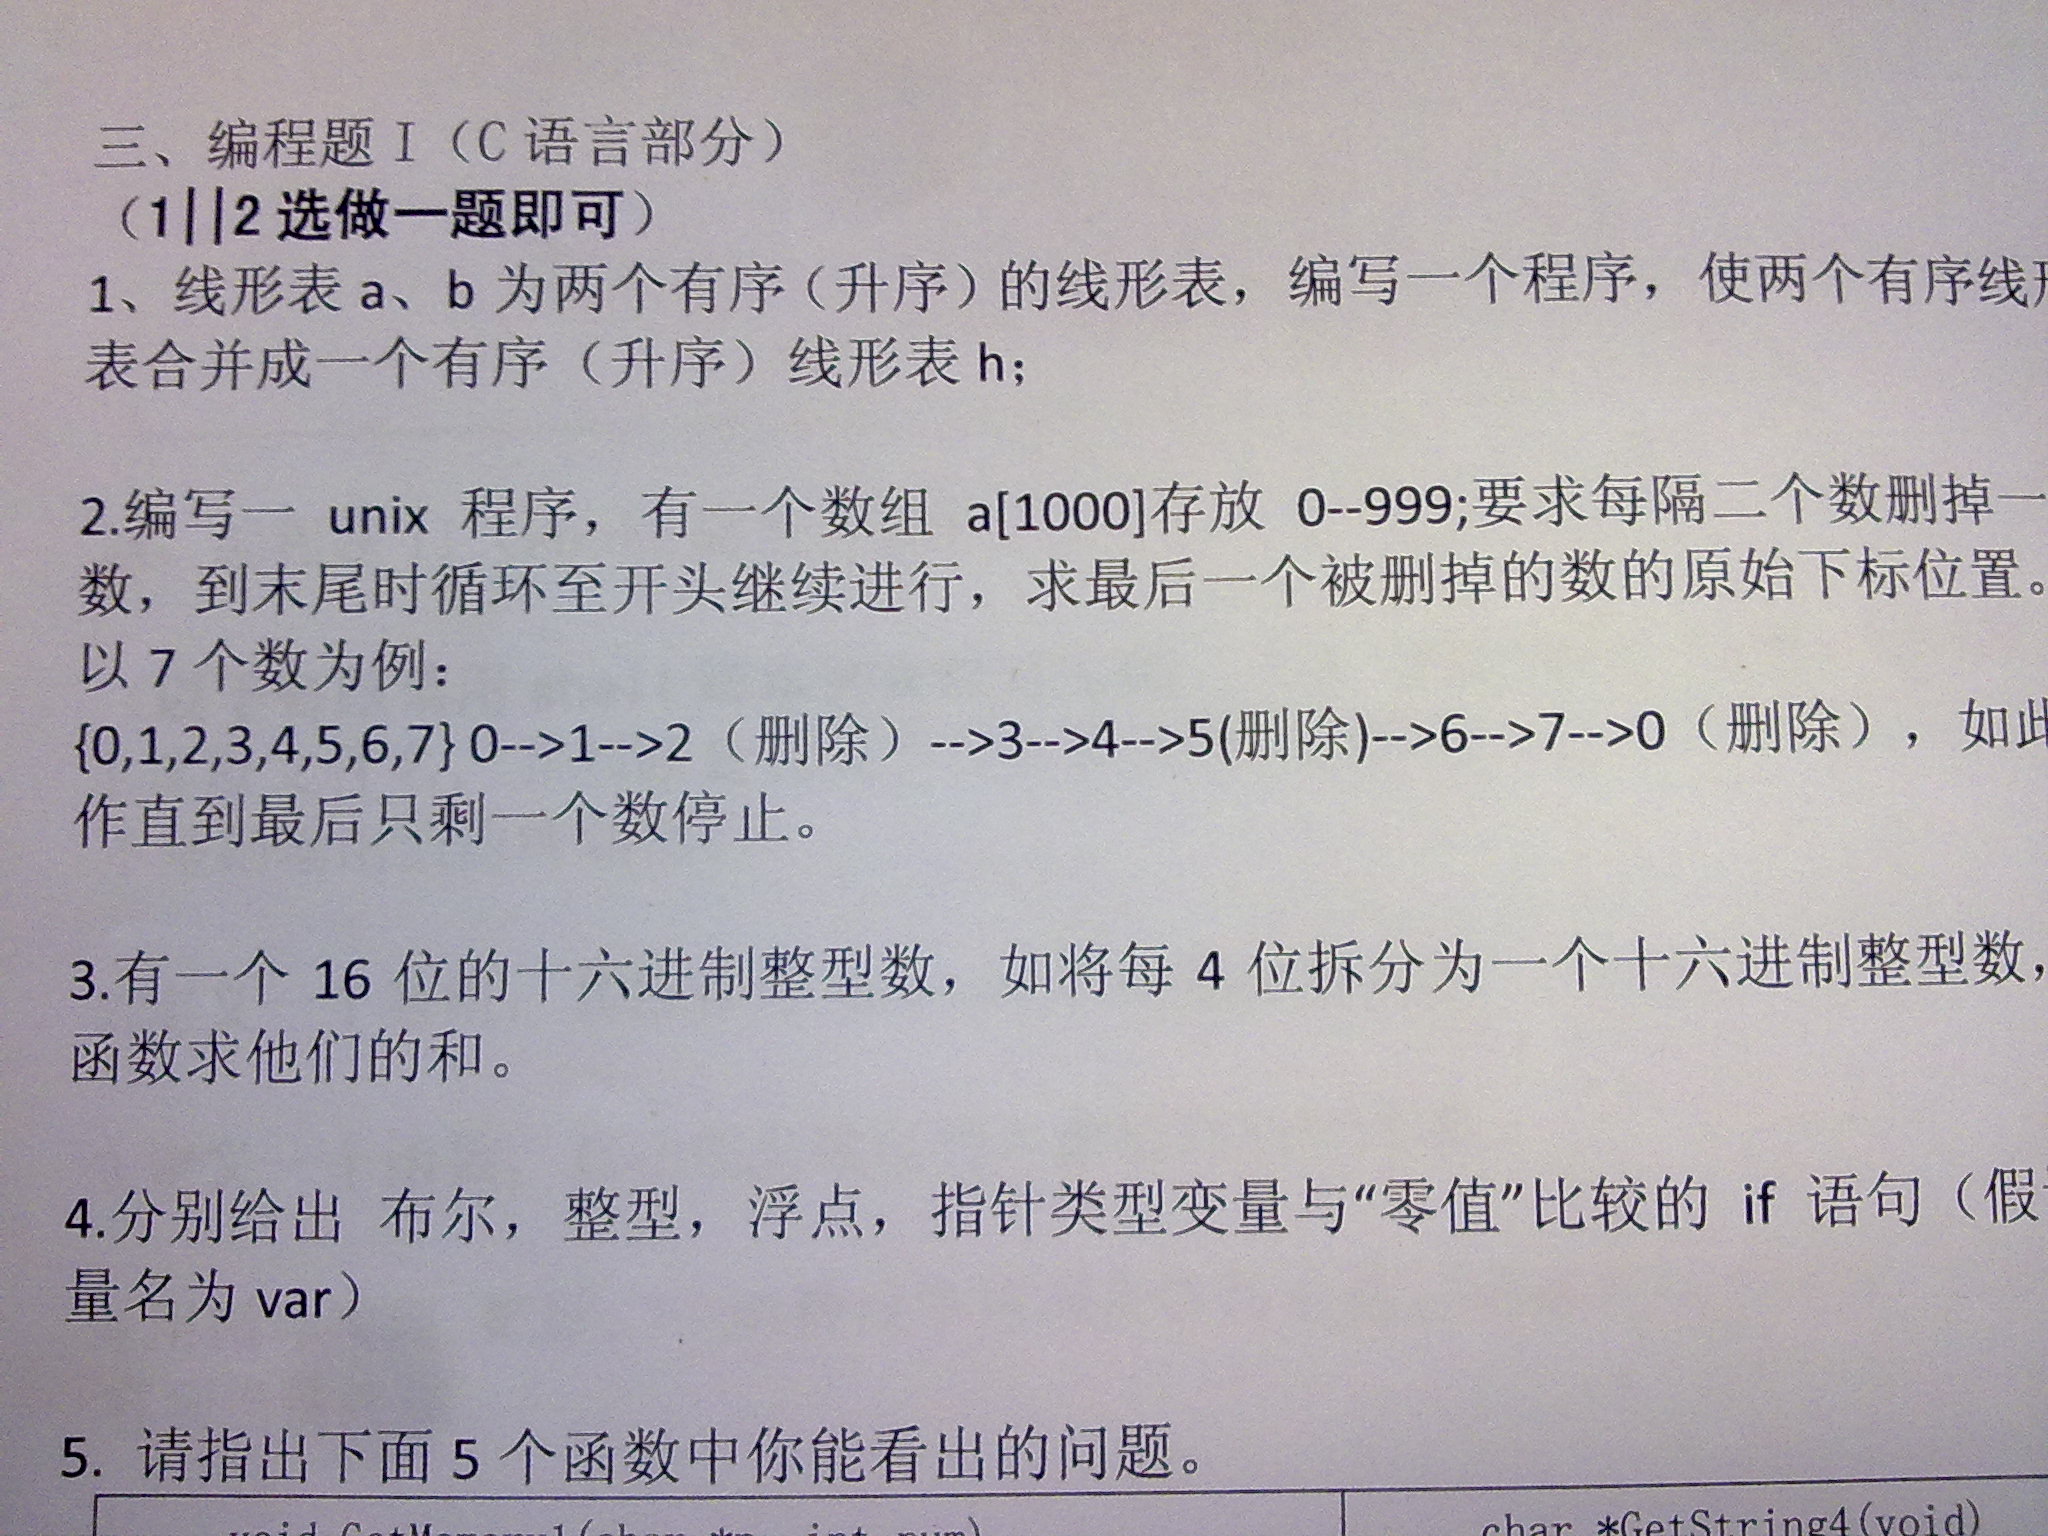 三、编程题 I（C 语言部分）
（1||2 选做一题即可）
1、线形表 a、b 为两个有序（升序）的线形表，编写一个程序，使两个有序线形
表合并成一个有序（升序）线形表 h；
2.编写一 unix 程序，有一个数组 a[1000]存放 0--999;要求每隔二个数删掉一
数，到末尾时循环至开头继续进行，求最后一个被删掉的数的原始下标位置。
以 7 个数为例：
{0,1,2,3,4,5,6,7} 0-->1-->2（删除）-->3-->4-->5(删除)-->6-->7-->0（删除），如此
作直到最后只剩一个数停止。
3.有一个 16 位的十六进制整型数，如将每 4 位拆分为一个十六进制整型数，
函数求他们的和。
4.分别给出 布尔，整型，浮点，指针类型变量与“零值”比较的 if 语句（假
量名为 var）
5. 请指出下面 5 个函数中你能看出的问题。
void GetMemory1(char *p, int num)
char *GetString4(void)